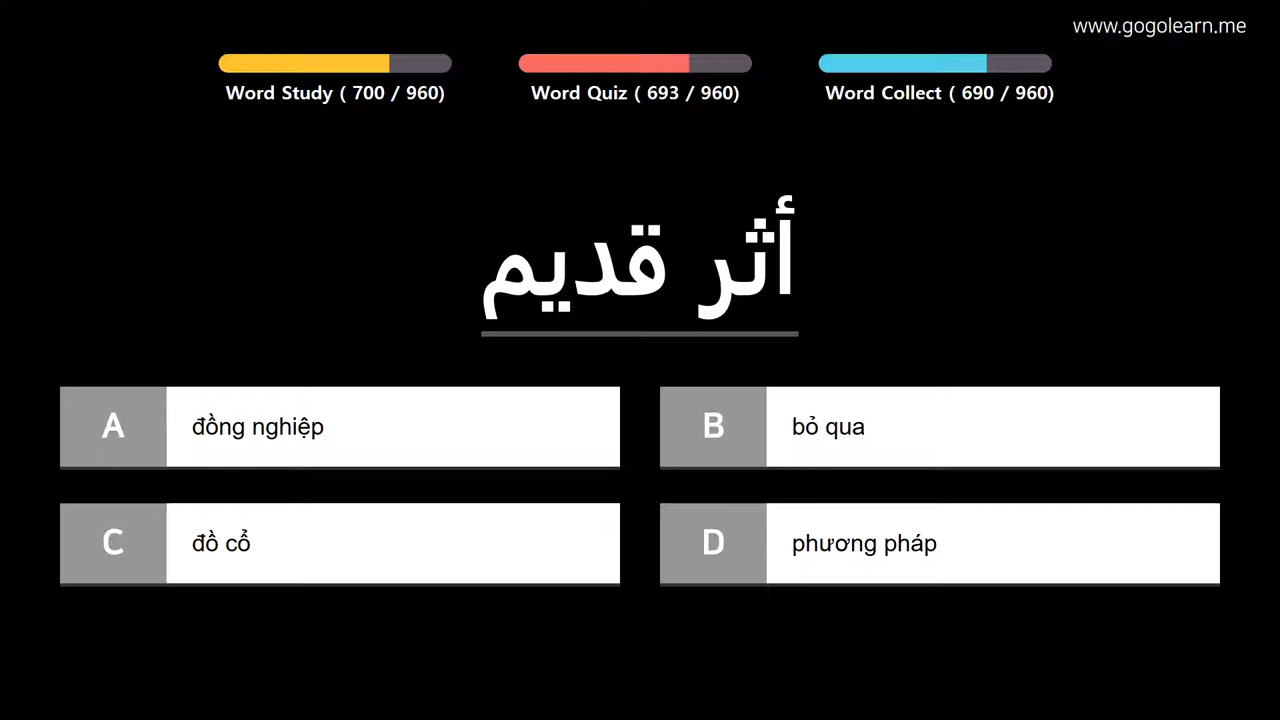 www.gogolearn.me
Word Study ( 700 / 960)
Word Quiz ( 693 / 960)
Word Collect ( 690 / 960)
أثر قديم
A
đồng nghiệp
B
bỏ qua
C
đồ cổ
D
phương pháp